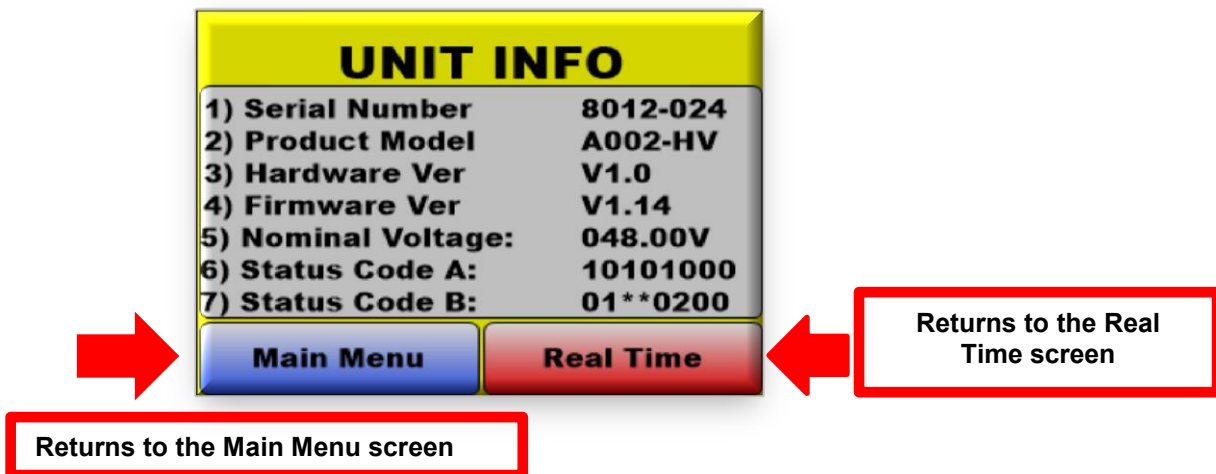 UNIT INFO
1) Serial Number 8012-024
2) Product Model A002-HV
3) Hardware Ver V1.0
4) Firmware Ver V1.14
5) Nominal Voltage: 048.00V
6) Status Code A: 10101000
7) Status Code B: 01**0200
Main Menu Real Time
Returns to the Real
Time screen
Returns to the Main Menu screen